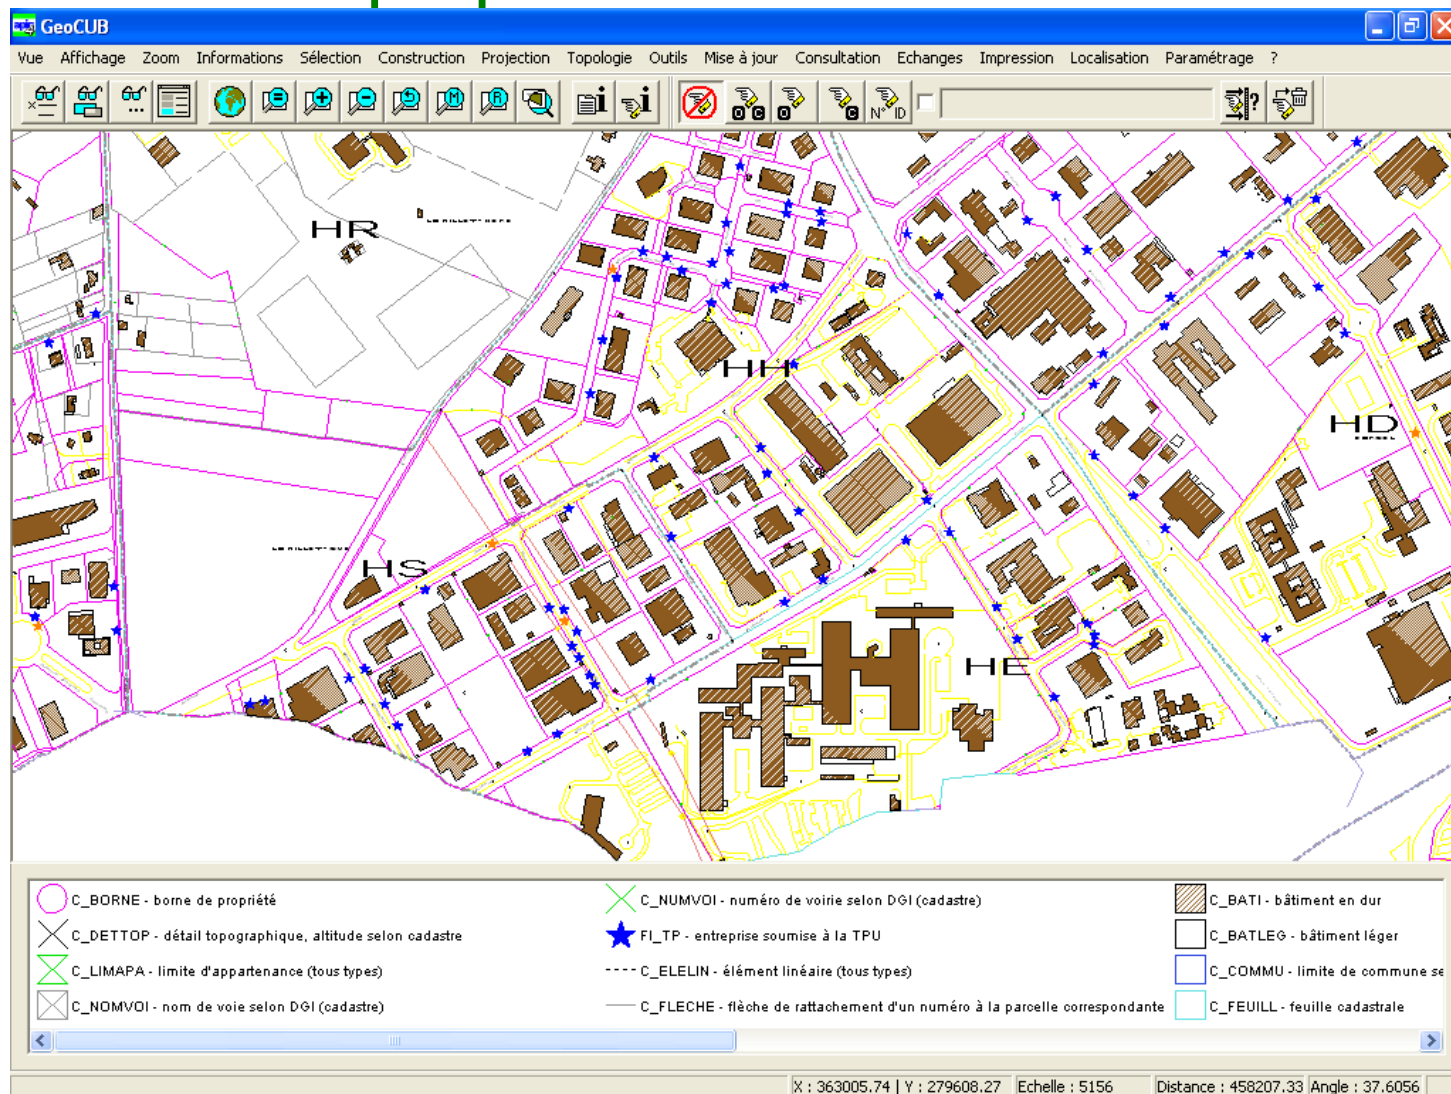 apic GeoCUB
Vue Affichage Zoom Informations Sélection Construction Projection Topologie Outils Mise à jour Consultation Echanges Impression Localisation Paramétrage ?
M R i i O C O C N° ID ?
HR
HH
HD
HS
HE
C_BORNE - borne de propriété
C_DETTOP - détail topographique, altitude selon cadastre
C_LIMAPA - limite d'appartenance (tous types)
C_NOMVOI - nom de voie selon DGI (cadastre)
C_NUMVOI - numéro de voirie selon DGI (cadastre)
FI_TP - entreprise soumise à la TPU
C_ELELIN - élément linéaire (tous types)
C_FLECHE - flèche de rattachement d'un numéro à la parcelle correspondante
C_BATI - bâtiment en dur
C_BATLEG - bâtiment léger
C_COMMU - limite de commune se
C_FEUILL - feuille cadastrale
X : 363005.74 | Y : 279608.27 Echelle : 5156 Distance : 458207.33 Angle : 37.6056